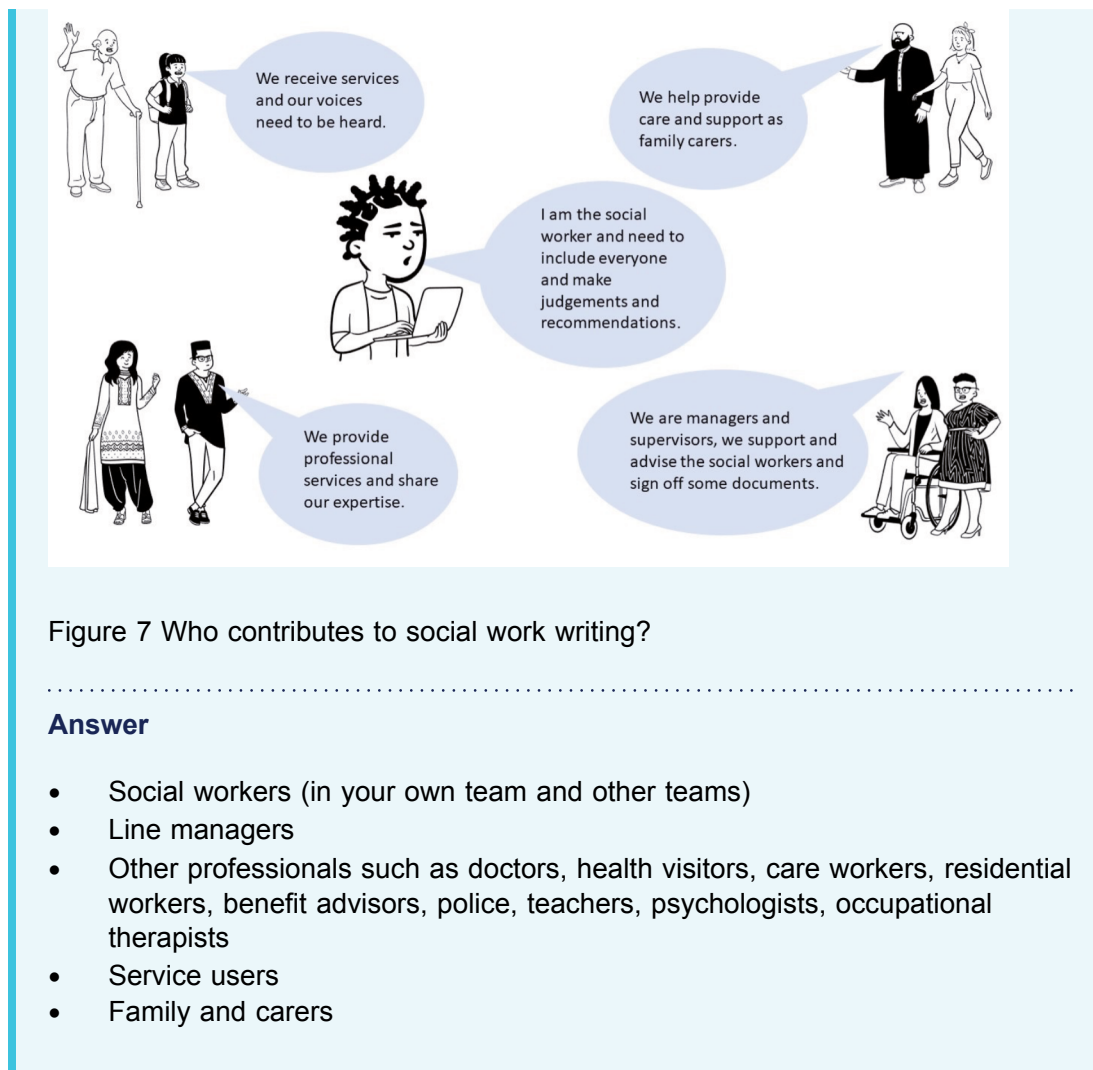 We receive services
and our voices
need to be heard.
We help provide
care and support as
family carers.
I am the social
worker and need to
include everyone
and make
judgements and
recommendations.
We provide
professional
services and share
our expertise.
We are managers and
supervisors, we support and
advise the social workers and
sign off some documents.
Figure 7 Who contributes to social work writing?
Answer
• Social workers (in your own team and other teams)
• Line managers
• Other professionals such as doctors, health visitors, care workers, residential
workers, benefit advisors, police, teachers, psychologists, occupational
therapists
• Service users
• Family and carers